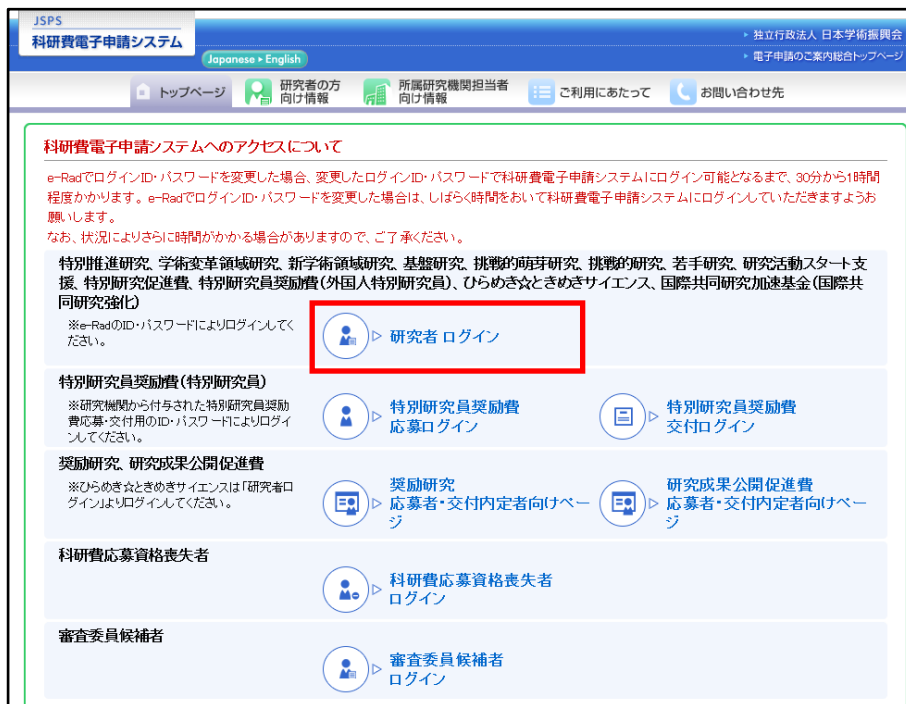 JSPS
科研費電子申請システム
Japanese ▸ English
独立行政法人 日本学術振興会
電子申請のご案内総合トップページ
トップページ
研究者の方
向け情報
所属研究機関担当者
向け情報
ご利用にあたって
お問い合わせ先
科研費電子申請システムへのアクセスについて
e-RadでログインID・パスワードを変更した場合、変更したログインID・パスワードで科研費電子申請システムにログイン可能となるまで、30分から1時間
程度かかります。e-RadでログインID・パスワードを変更した場合は、しばらく時間をおいて科研費電子申請システムにログインしていただきますようお
願いします。
なお、状況によりさらに時間がかかる場合がありますので、ご了承ください。
特別推進研究、学術変革領域研究、新学術領域研究、基盤研究、挑戦的萌芽研究、挑戦的研究、若手研究、研究活動スタート支
援、特別研究促進費、特別研究員奨励費(外国人特別研究員)、ひらめき☆ときめきサイエンス、国際共同研究加速基金(国際共
同研究強化)
※e-RadのID・パスワードによりログインしてく
ださい。
研究者 ログイン
特別研究員奨励費(特別研究員)
※研究機関から付与された特別研究員奨励
費応募・交付用のID・パスワードによりログイ
ンしてください。
特別研究員奨励費
応募ログイン
特別研究員奨励費
交付ログイン
奨励研究、研究成果公開促進費
※ひらめき☆ときめきサイエンスは「研究者ロ
グイン」よりログインしてください。
奨励研究
応募者・交付内定者向けペー
ジ
研究成果公開促進費
応募者・交付内定者向けペー
ジ
科研費応募資格喪失者
科研費応募資格喪失者
ログイン
審査委員候補者
審査委員候補者
ログイン